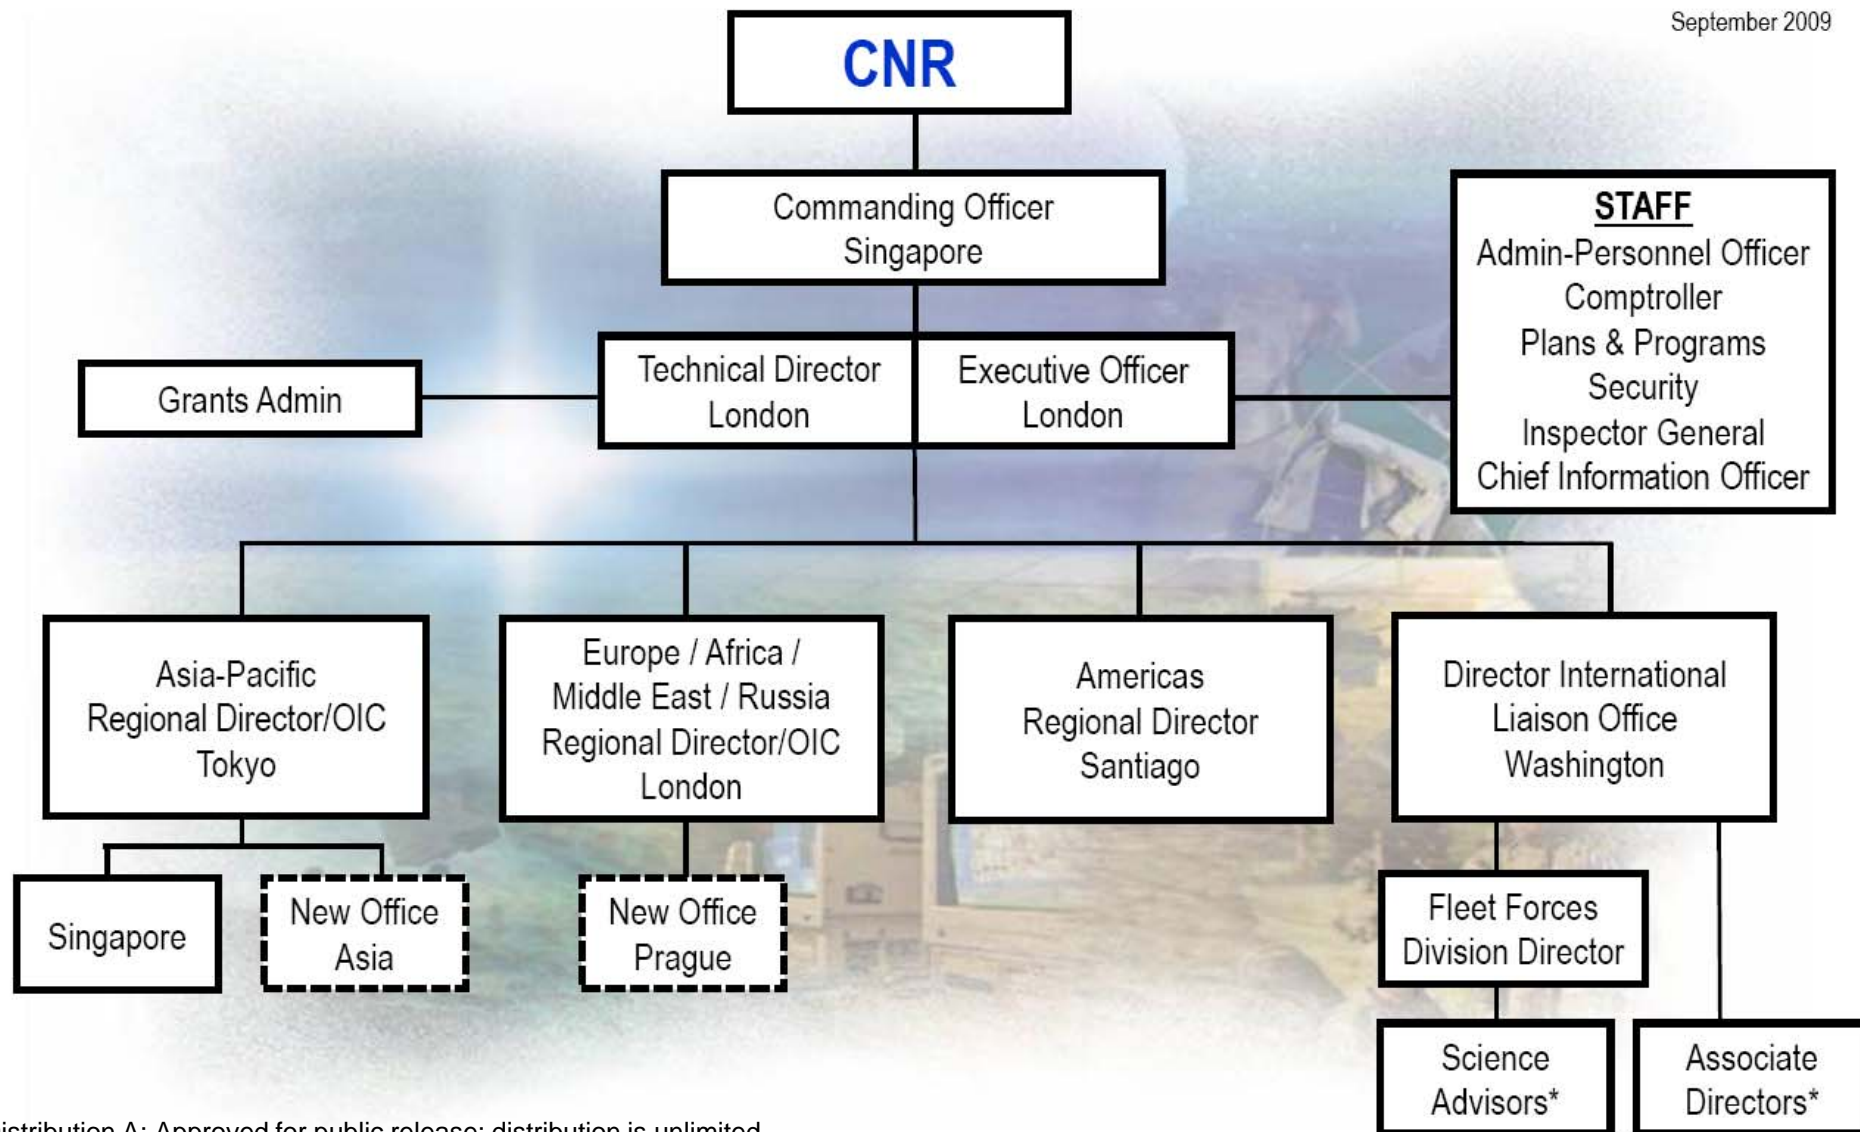 September 2009
CNR
Commanding Officer
Singapore
STAFF
Admin-Personnel Officer
Comptroller
Plans & Programs
Security
Inspector General
Chief Information Officer
Technical Director
London
Executive Officer
London
Grants Admin
Asia-Pacific
Regional Director/OIC
Tokyo
Europe / Africa /
Middle East / Russia
Regional Director/OIC
London
Americas
Regional Director
Santiago
Director International
Liaison Office
Washington
Singapore
New Office
Asia
New Office
Prague
Fleet Forces
Division Director
Science
Advisors*
Associate
Directors*
istribution A: Approved for public release; distribution is unlimited